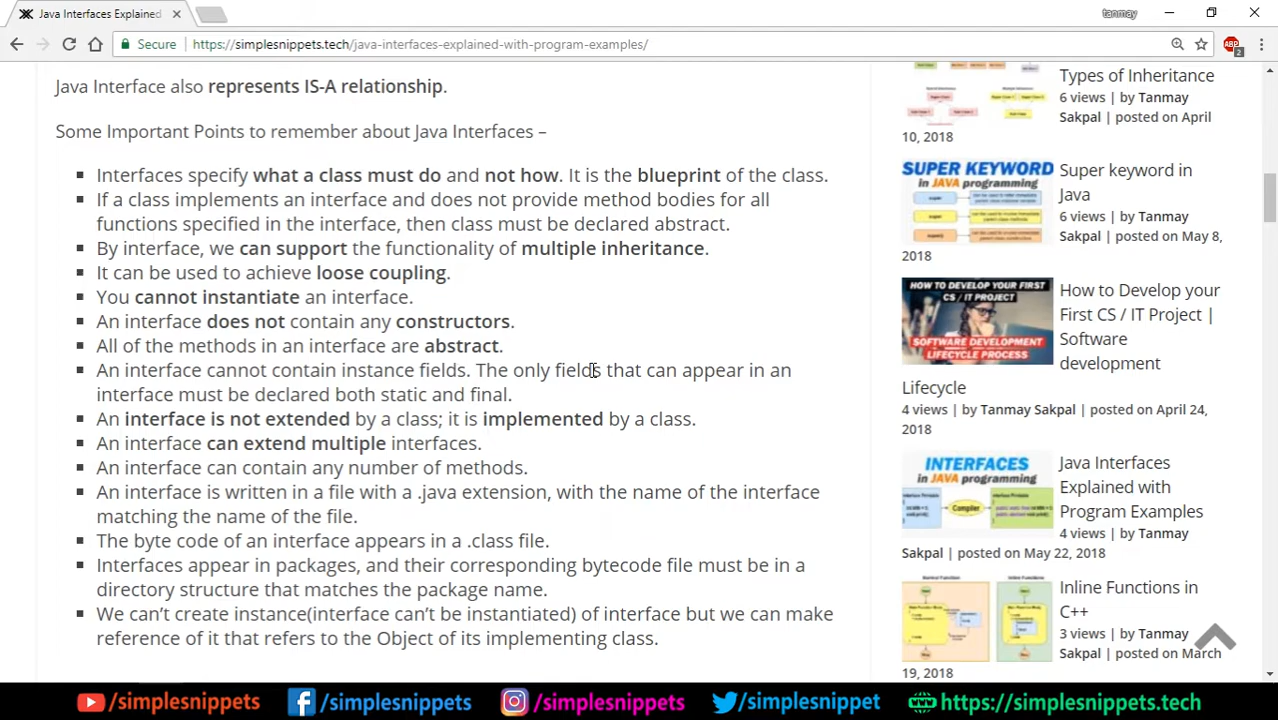 Java Interfaces Explained
tanmay
Secure
https://simplesnippets.tech/java-interfaces-explained-with-program-examples/
ABP
2
Java Interface also represents IS-A relationship.
Some Important Points to remember about Java Interfaces –
Interfaces specify what a class must do and not how. It is the blueprint of the class.
If a class implements an interface and does not provide method bodies for all
functions specified in the interface, then class must be declared abstract.
By interface, we can support the functionality of multiple inheritance.
It can be used to achieve loose coupling.
You cannot instantiate an interface.
An interface does not contain any constructors.
All of the methods in an interface are abstract.
An interface cannot contain instance fields. The only fields that can appear in an
interface must be declared both static and final.
An interface is not extended by a class; it is implemented by a class.
An interface can extend multiple interfaces.
An interface can contain any number of methods.
An interface is written in a file with a .java extension, with the name of the interface
matching the name of the file.
The byte code of an interface appears in a .class file.
Interfaces appear in packages, and their corresponding bytecode file must be in a
directory structure that matches the package name.
We can’t create instance(interface can’t be instantiated) of interface but we can make
reference of it that refers to the Object of its implementing class.
Types of Inheritance
6 views | by Tanmay
Sakpal | posted on April
10, 2018
SUPER KEYWORD
in JAVA programming
super
super
super()
Super keyword in
Java
6 views | by Tanmay
Sakpal | posted on May 8,
2018
HOW TO DEVELOP YOUR FIRST
CS / IT PROJECT
SOFTWARE DEVELOPMENT
LIFECYCLE PROCESS
How to Develop your
First CS / IT Project |
Software
development
Lifecycle
4 views | by Tanmay Sakpal | posted on April 24,
2018
INTERFACES
in JAVA programming
Compiler
Java Interfaces
Explained with
Program Examples
4 views | by Tanmay
Sakpal | posted on May 22, 2018
Inline Functions in
C++
3 views | by Tanmay
Sakpal | posted on March
19, 2018
/simplesnippets
/simplesnippets
/simplesnippets
/simplesnippets
https://simplesnippets.tech